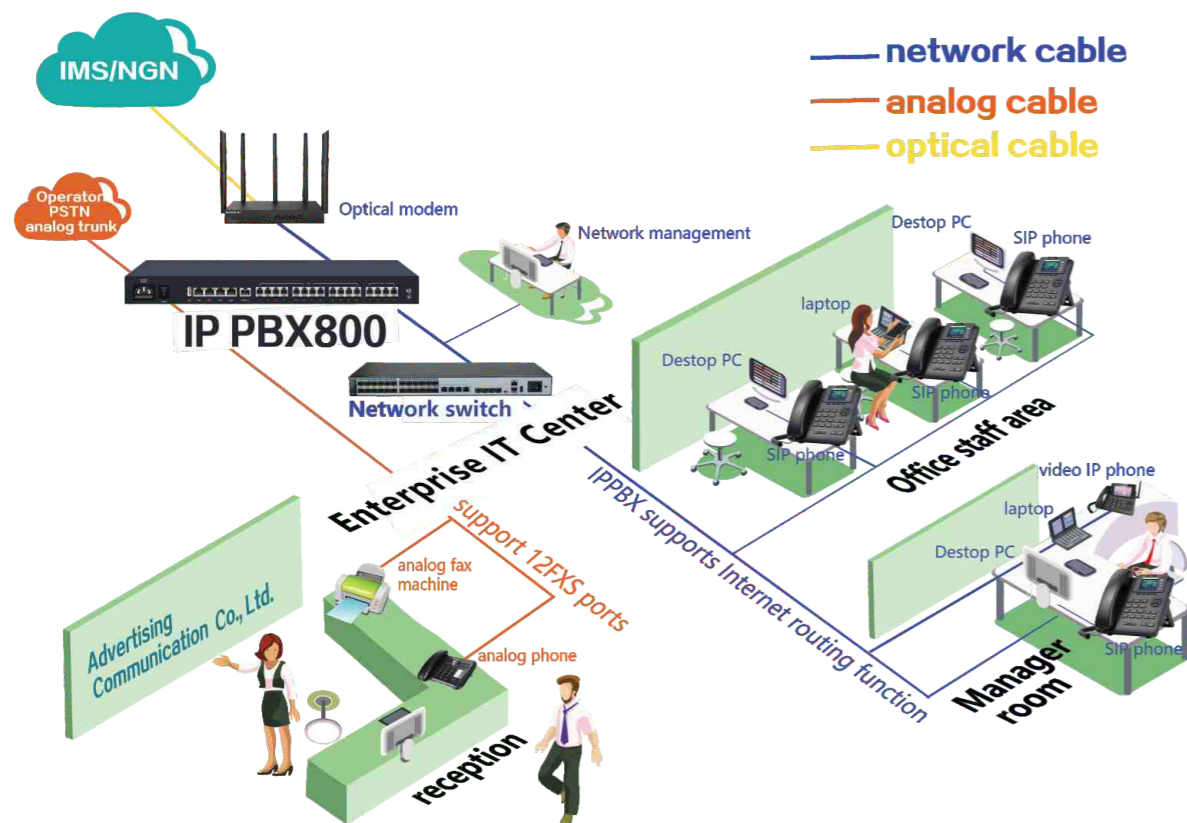 IMS/NGN
network cable
analog cable
optical cable
Operator
PSTN
analog trunk
Optical modem
Network management
Destop PC
SIP phone
laptop
IP PBX800
Destop PC
SIP phone
Network switch
SIP phone
Office staff area
Enterprise IT Center
video IP phone
laptop
Destop PC
SIP phone
IPPBX supports Internet routing function
support 12FXS ports
analog fax
machine
analog phone
Advertising
Communication Co., Ltd.
Manager
room
reception